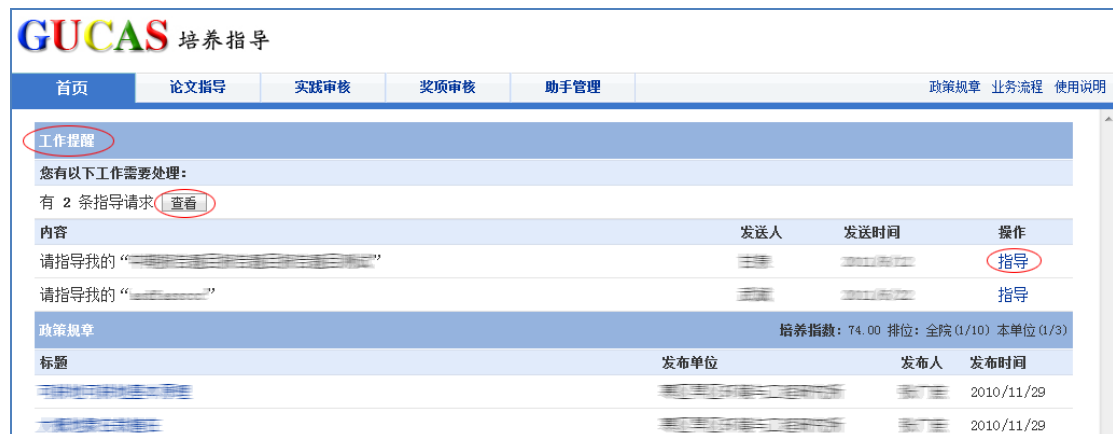 GUCAS 培养指导
首页 论文指导 实践审核 奖项审核 助手管理 政策规章 业务流程 使用说明
工作提醒
您有以下工作需要处理：
有 2 条指导请求 查看
内容 发送人 发送时间 操作
请指导我的“ ” 指导
请指导我的“ ” 指导
政策规章 培养指数：74.00 排位：全院(1/10) 本单位(1/3)
标题 发布单位 发布人 发布时间
2010/11/29
2010/11/29